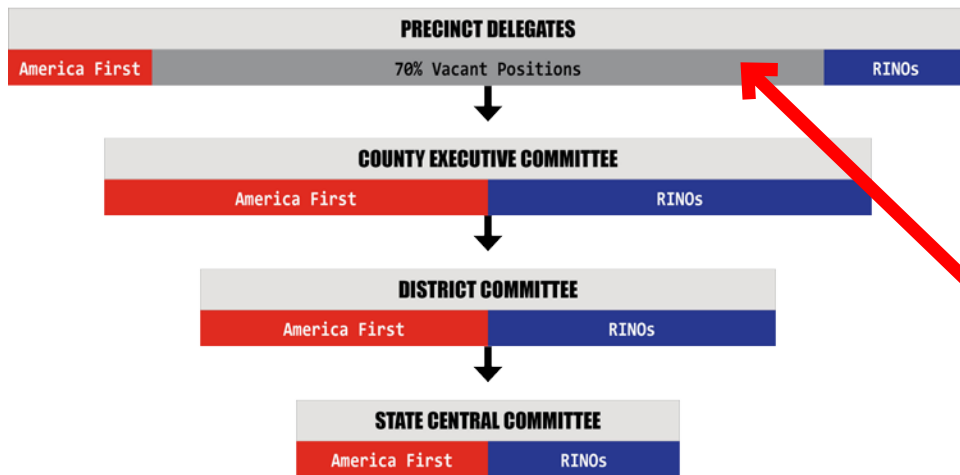 PRECINCT DELEGATES
America First 70% Vacant Positions RINOs
COUNTY EXECUTIVE COMMITTEE
America First RINOs
DISTRICT COMMITTEE
America First RINOs
STATE CENTRAL COMMITTEE
America First RINOs